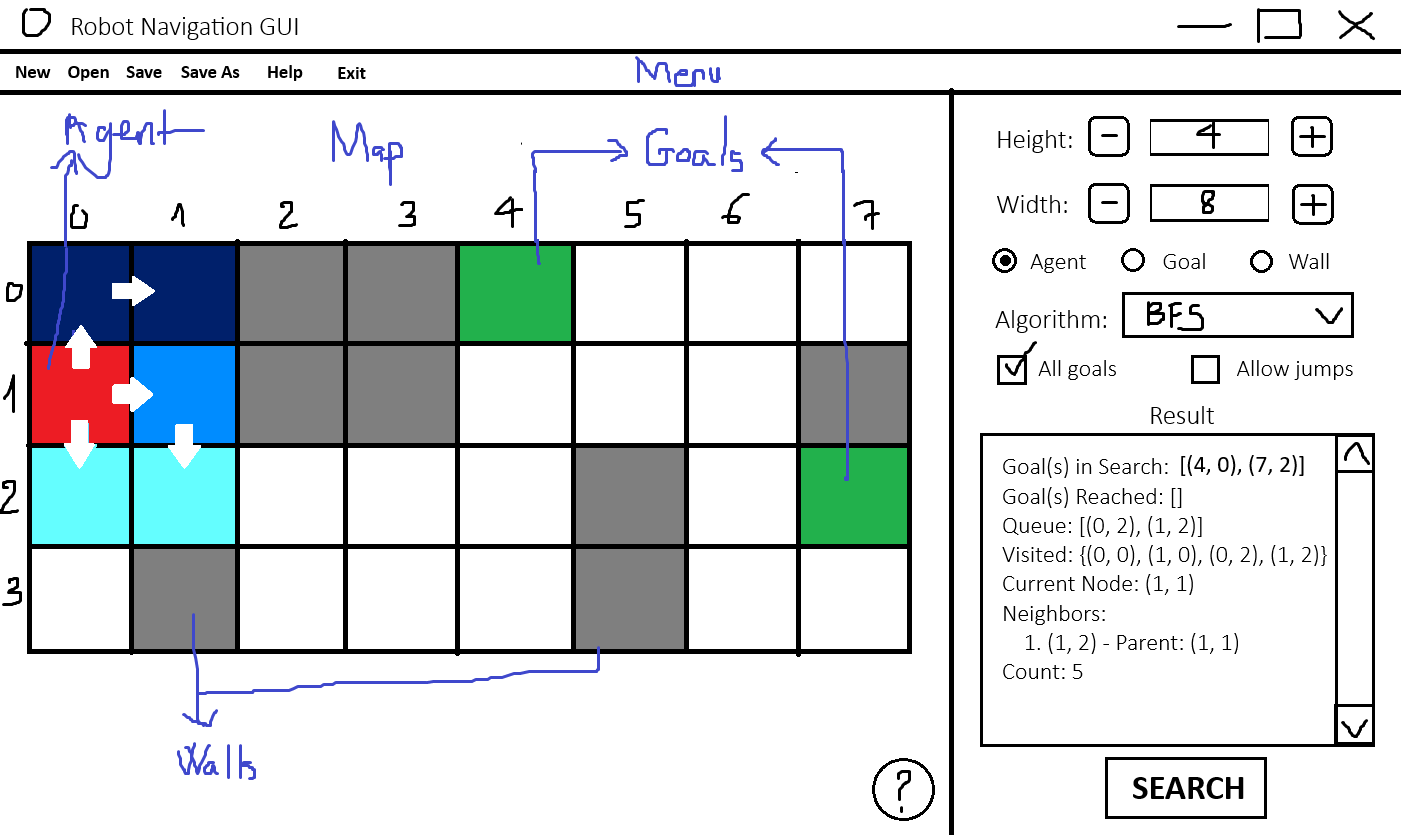 Robot Navigation GUI
New Open Save Save As Help Exit Menu
Agent Map Goals
0 1 2 3 4 5 6 7
0
1
2
3
Walls
?
Height: - 4 +
Width: - 8 +
Agent Goal Wall
Algorithm: BFS
All goals Allow jumps
Result
Goal(s) in Search: [(4, 0), (7, 2)]
Goal(s) Reached: []
Queue: [(0, 2), (1, 2)]
Visited: {(0, 0), (1, 0), (0, 2), (1, 2)}
Current Node: (1, 1)
Neighbors:
1. (1, 2) - Parent: (1, 1)
Count: 5
SEARCH